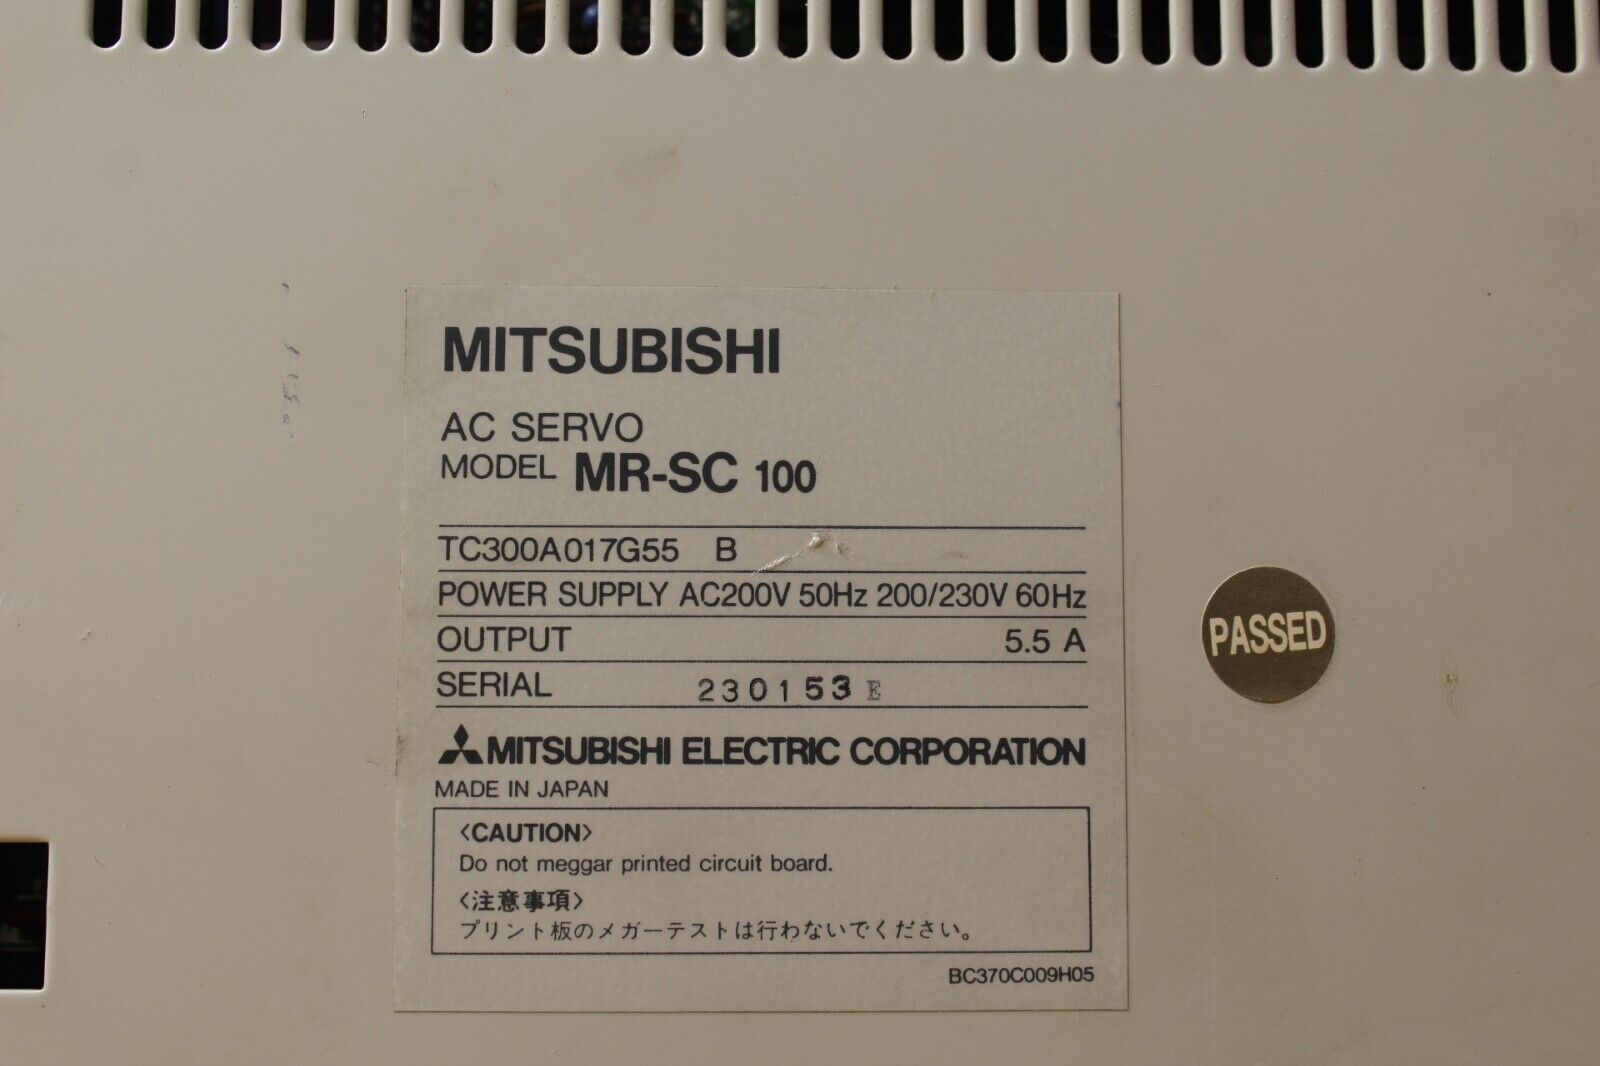 MITSUBISHI
AC SERVO
MODEL MR-SC 100
TC300A017G55 B
POWER SUPPLY AC200V 50Hz 200/230V 60Hz
OUTPUT 5.5 A
SERIAL 230153 E
MITSUBISHI ELECTRIC CORPORATION
MADE IN JAPAN
<CAUTION>
Do not meggar printed circuit board.
<注意事項>
プリント板のメガーテストは行わないでください。
BC370C009H05
PASSED